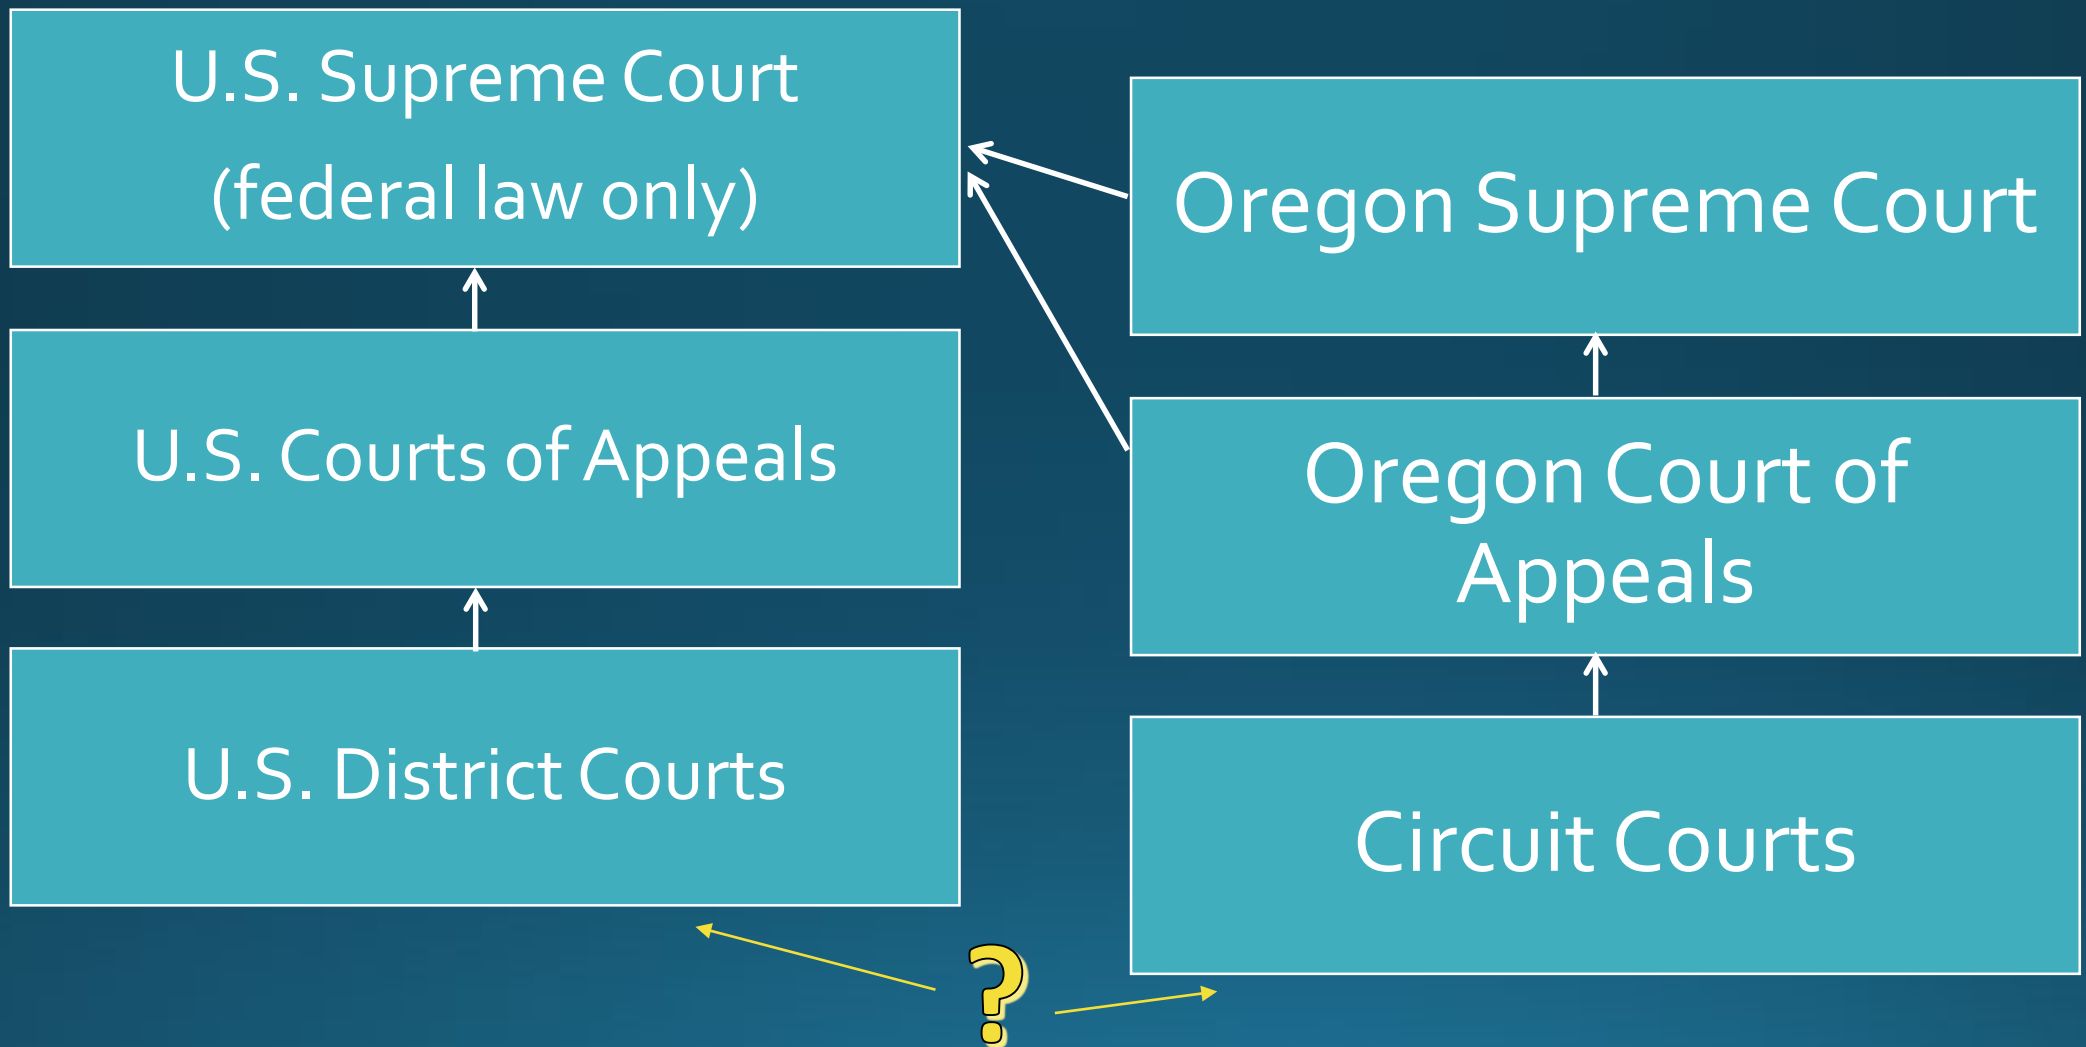 U.S. Supreme Court
(federal law only)
Oregon Supreme Court
U.S. Courts of Appeals
Oregon Court of
Appeals
U.S. District Courts
Circuit Courts
?